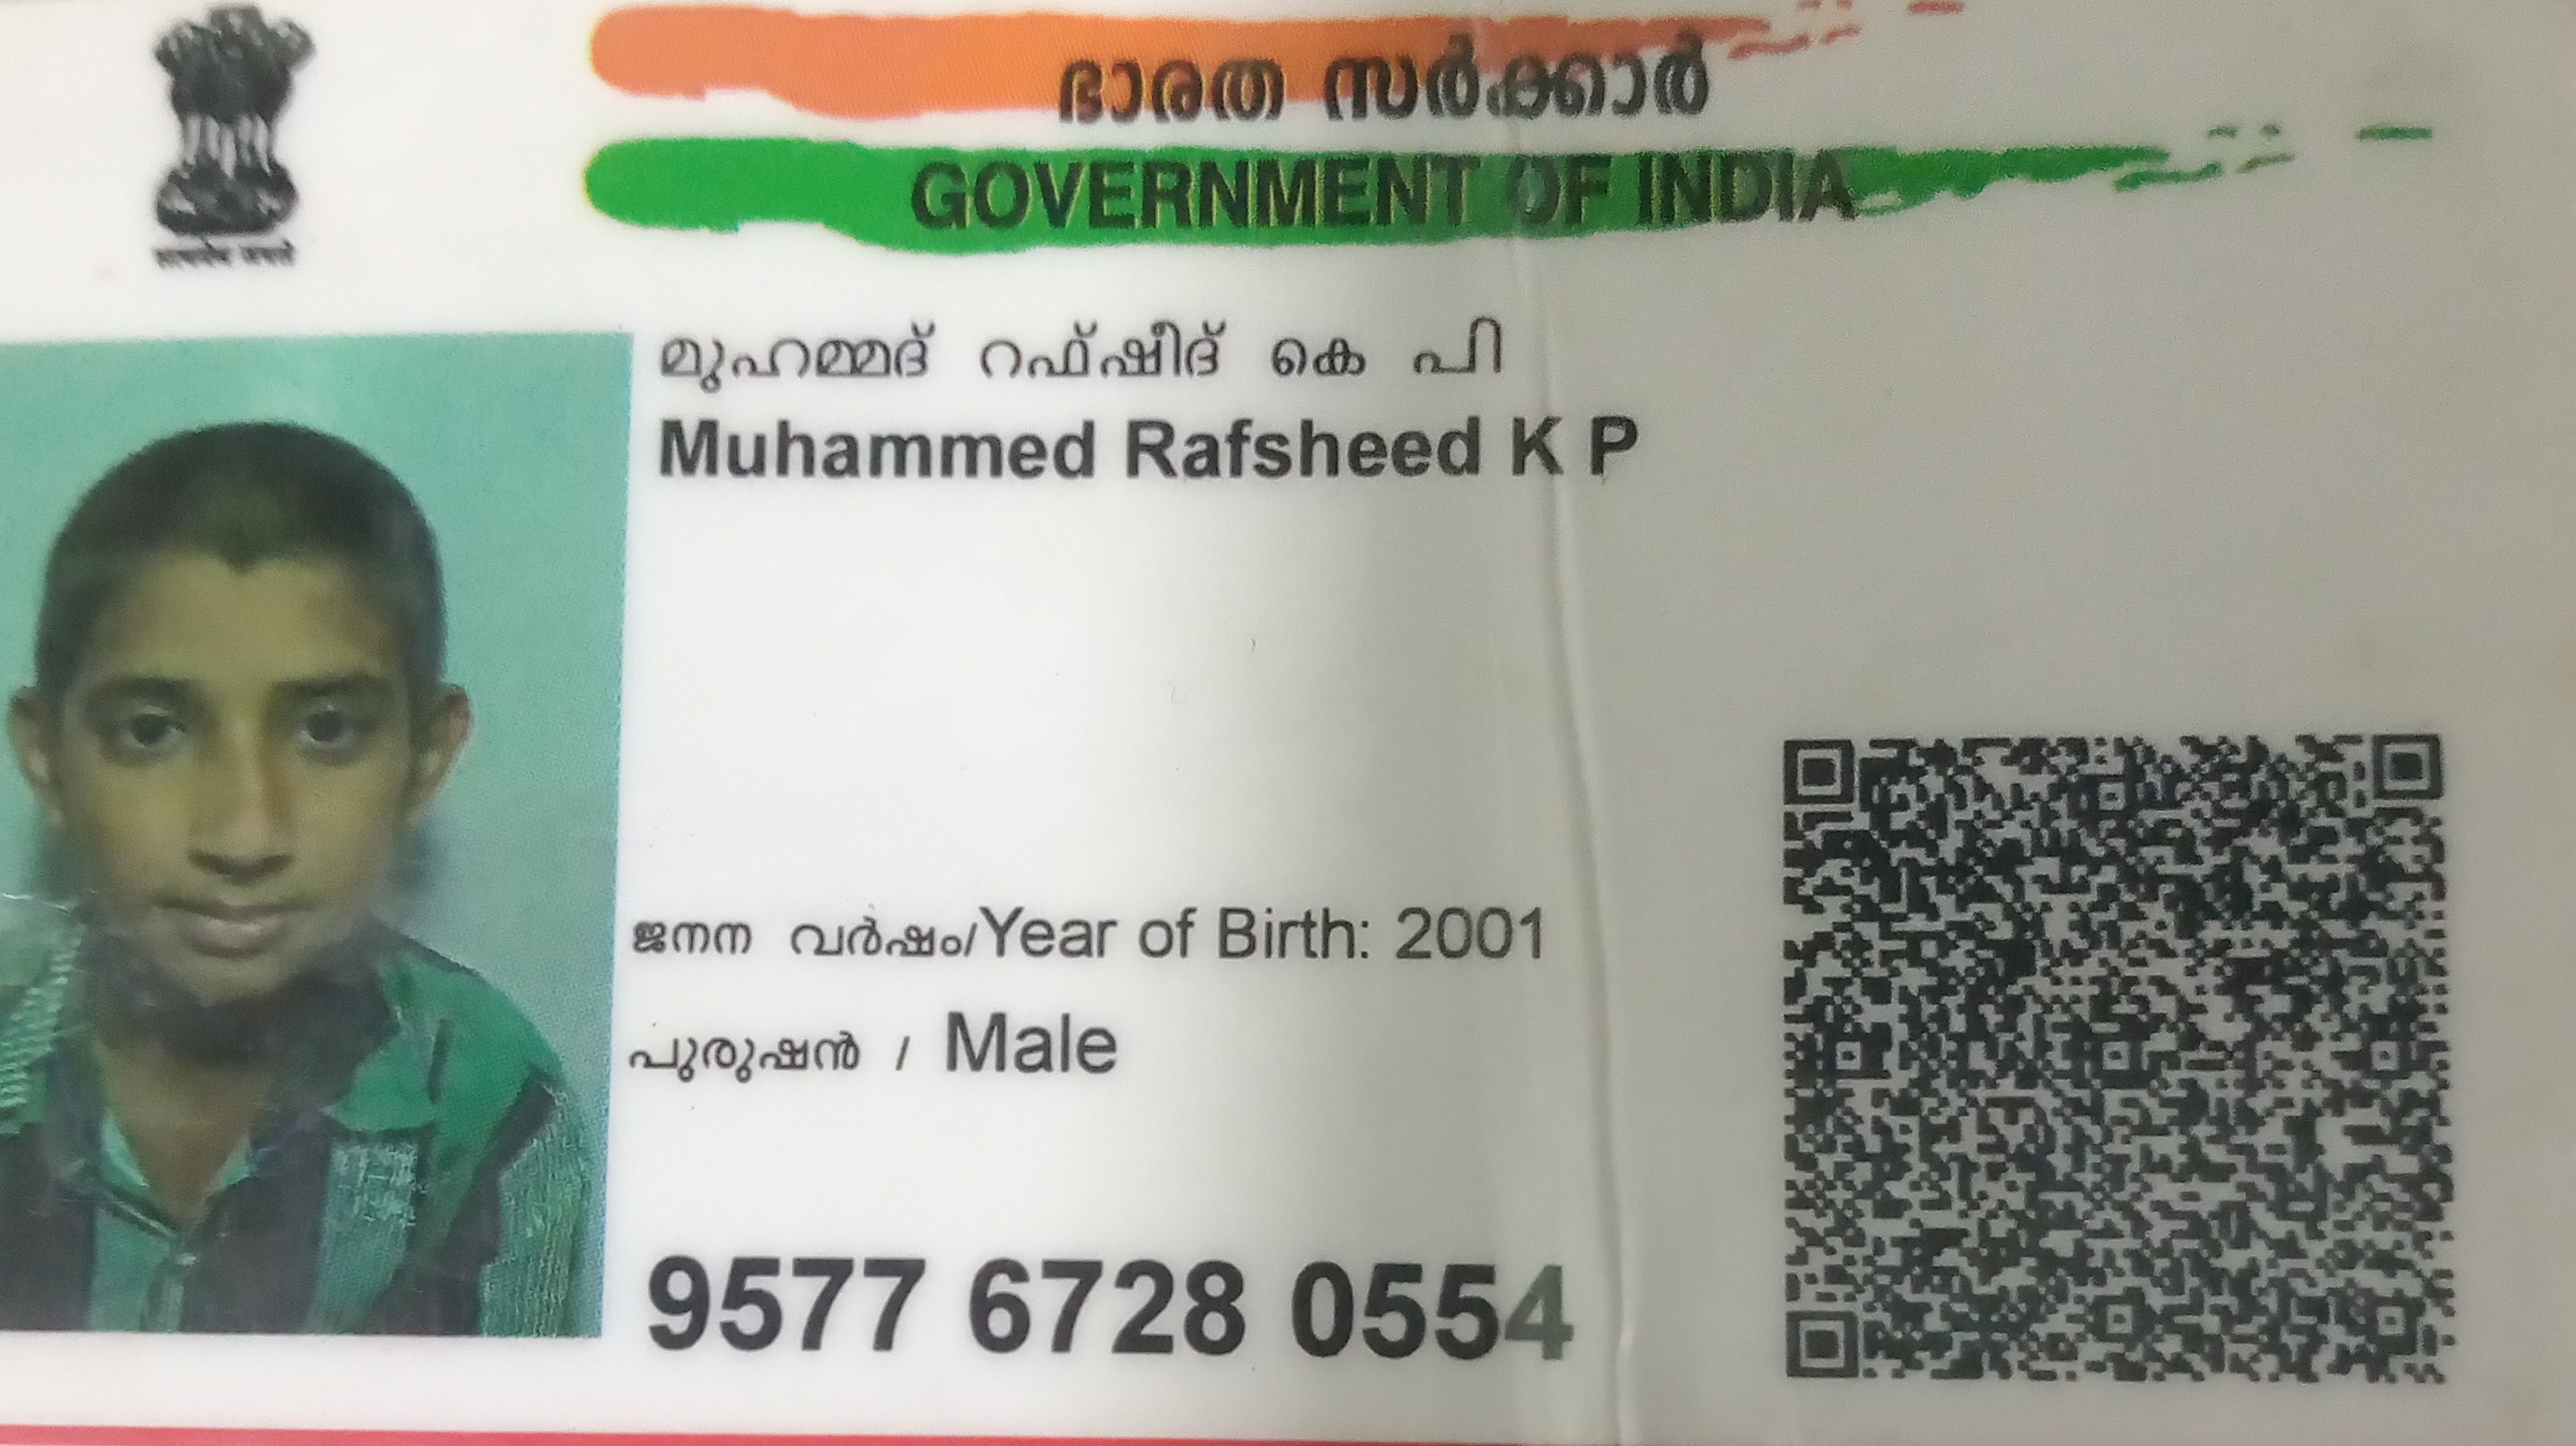 सत्यमेव जयते
ഭാരത സർക്കാർ
GOVERNMENT OF INDIA
മുഹമ്മദ് റഫ്ഷീദ് കെ പി
Muhammed Rafsheed K P
ജനന വർഷം/Year of Birth: 2001
പുരുഷൻ / Male
9577 6728 0554